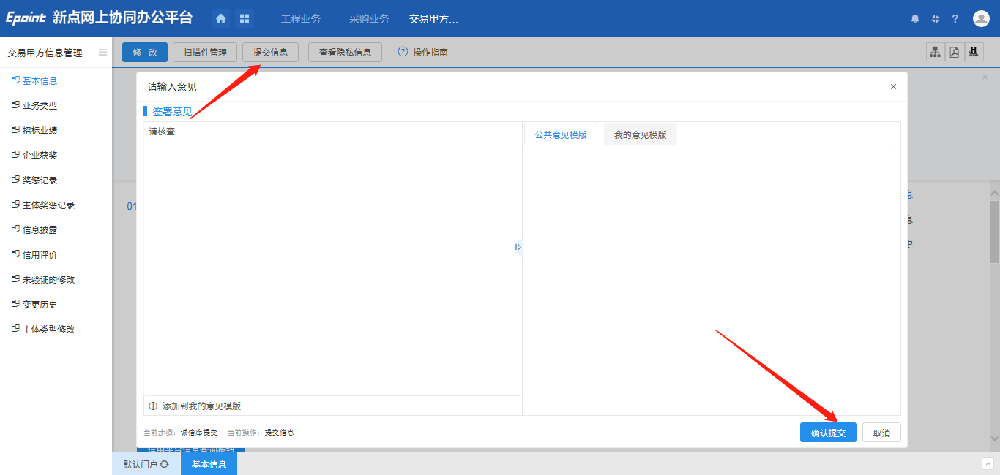 Epoint 新点网上协同办公平台
工程业务
采购业务
交易甲方…
交易甲方信息管理
修 改
扫描件管理
提交信息
查看隐私信息
操作指南
基本信息
业务类型
招标业绩
企业获奖
奖惩记录
主体奖惩记录
信息披露
信用评价
未验证的修改
变更历史
主体类型修改
请输入意见
签署意见
请核查
公共意见模版
我的意见模版
01
息
息
史
添加到我的意见模版
当前步骤： 诚信库提交 当前操作： 提交信息
确认提交
取消
默认门户
基本信息